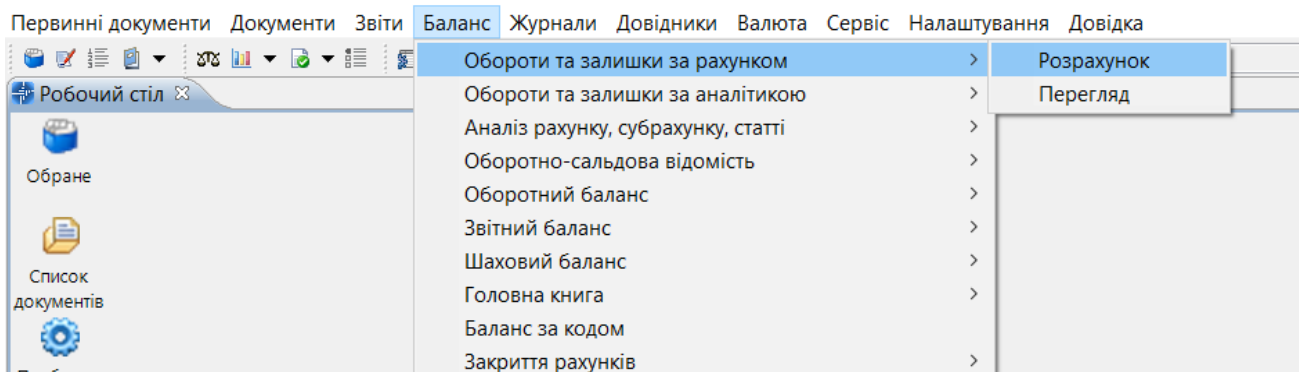 Первинні документи Документи Звіти Баланс Журнали Довідники Валюта Сервіс Налаштування Довідка
Обороти та залишки за рахунком
Розрахунок
Робочий стіл
Обороти та залишки за аналітикою
Перегляд
Аналіз рахунку, субрахунку, статті
Оборотно-сальдова відомість
Обране
Оборотний баланс
Звітний баланс
Шаховий баланс
Список
документів
Головна книга
Баланс за кодом
Закриття рахунків